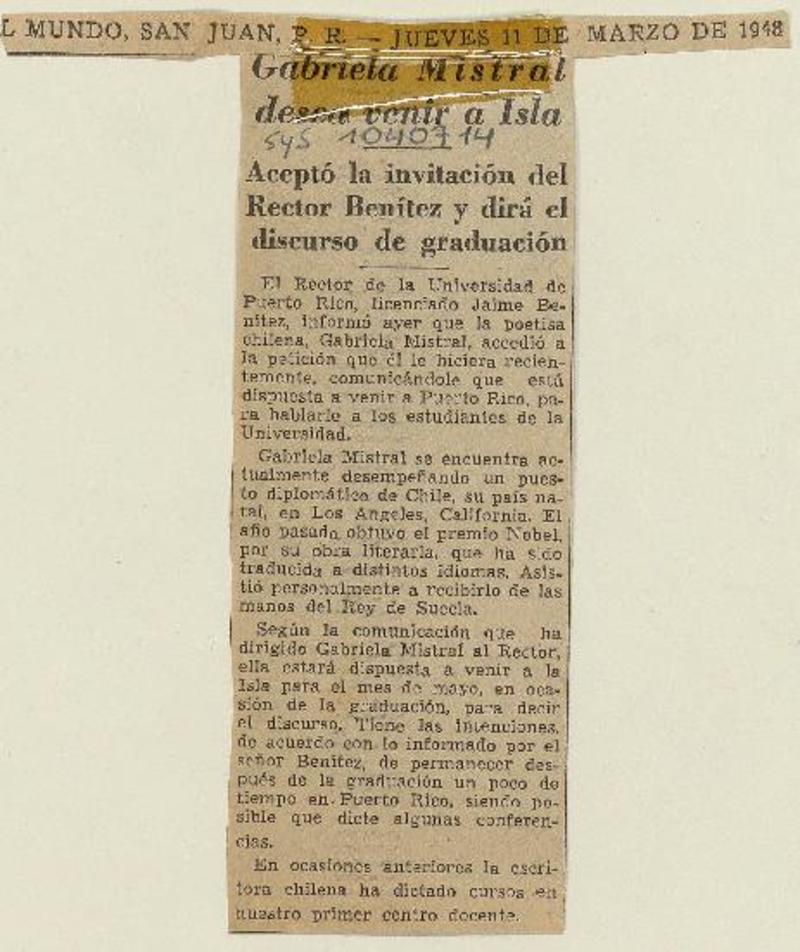 L MUNDO, SAN JUAN, P. R. — JUEVES 11 DE MARZO DE 1948
Gabriela Mistral
desea venir a Isla
sys 1040714
Aceptó la invitación del
Rector Benítez y dirá el
discurso de graduación
El Rector de la Universidad de
Puerto Rico, licenciado Jaime Be-
nítez, informó ayer que la poetisa
chilena, Gabriela Mistral, accedió a
la petición que él le hiciera recien-
temente, comunicándole que está
dispuesta a venir a Puerto Rico, pa-
ra hablarle a los estudiantes de la
Universidad.
Gabriela Mistral se encuentra ac-
tualmente desempeñando un pues-
to diplomático de Chile, su país na-
tal, en Los Angeles, California. El
año pasado obtuvo el premio Nobel,
por su obra literaria, que ha sido
traducida a distintos idiomas. Asis-
tió personalmente a recibirlo de las
manos del Rey de Suecia.
Según la comunicación que ha
dirigido Gabriela Mistral al Rector,
ella estará dispuesta a venir a la
Isla para el mes de mayo, en oca-
sión de la graduación, para decir
el discurso. Tiene las intenciones,
de acuerdo con lo informado por el
señor Benítez, de permanecer des-
pués de la graduación un poco de
tiempo en Puerto Rico, siendo po-
sible que dicte algunas conferen-
cias.
En ocasiones anteriores la escri-
tora chilena ha dictado cursos en
nuestro primer centro docente.